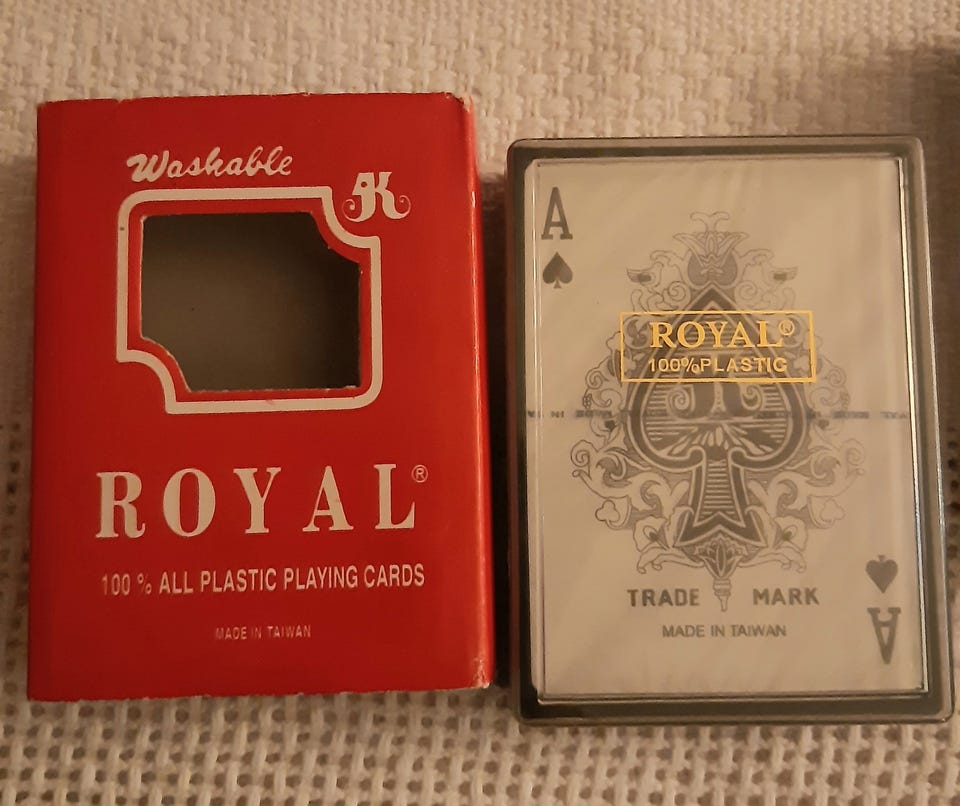 Washable
K
ROYAL®
100 % ALL PLASTIC PLAYING CARDS
MADE IN TAIWAN
A
ROYAL®
100%PLASTIC
TRADE MARK
MADE IN TAIWAN
A